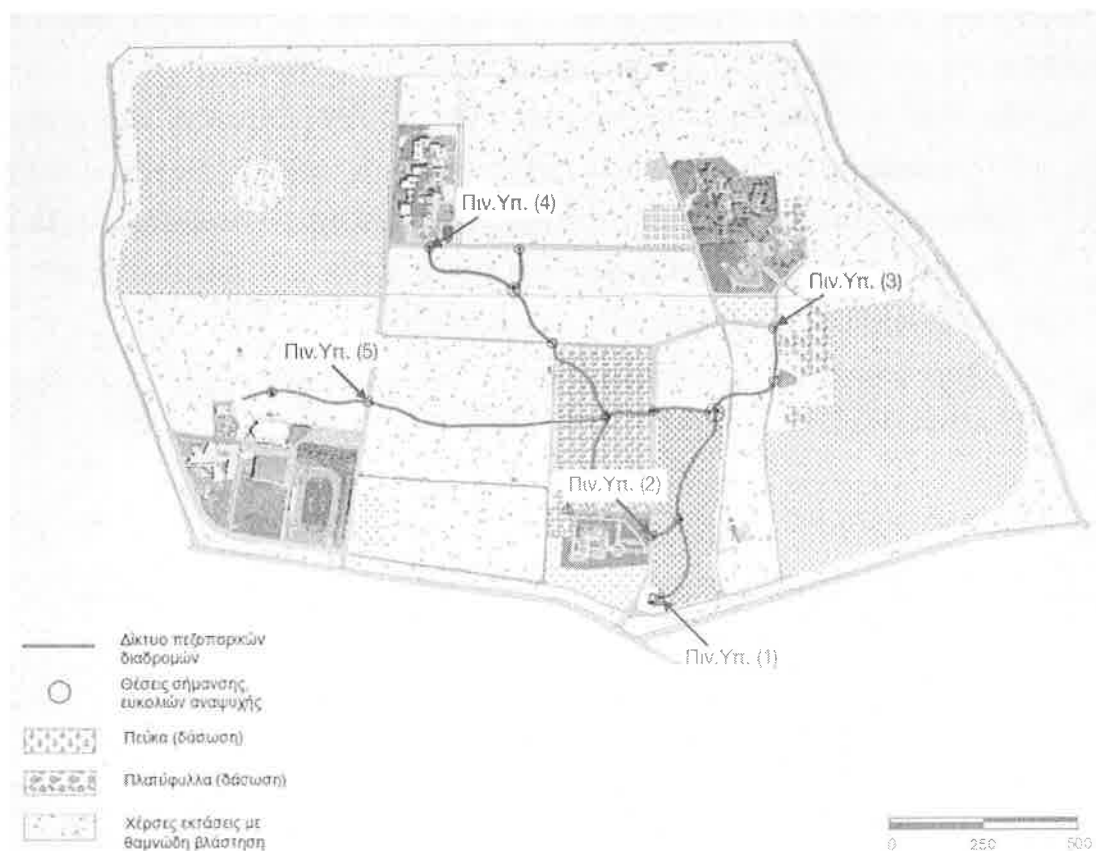 Πιν.Υπ. (4)
Πιν.Υπ. (3)
Πιν.Υπ. (5)
Πιν.Υπ. (2)
Πιν.Υπ. (1)
Δίκτυο πεζοπορικών
διαδρομών
Θέσεις σήμανσης,
ευκολιών αναψυχής
Πεύκα (δάσωση)
Πλατύφυλλα (δάσωση)
Χέρσες εκτάσεις με
θαμνώδη βλάστηση
0 250 500